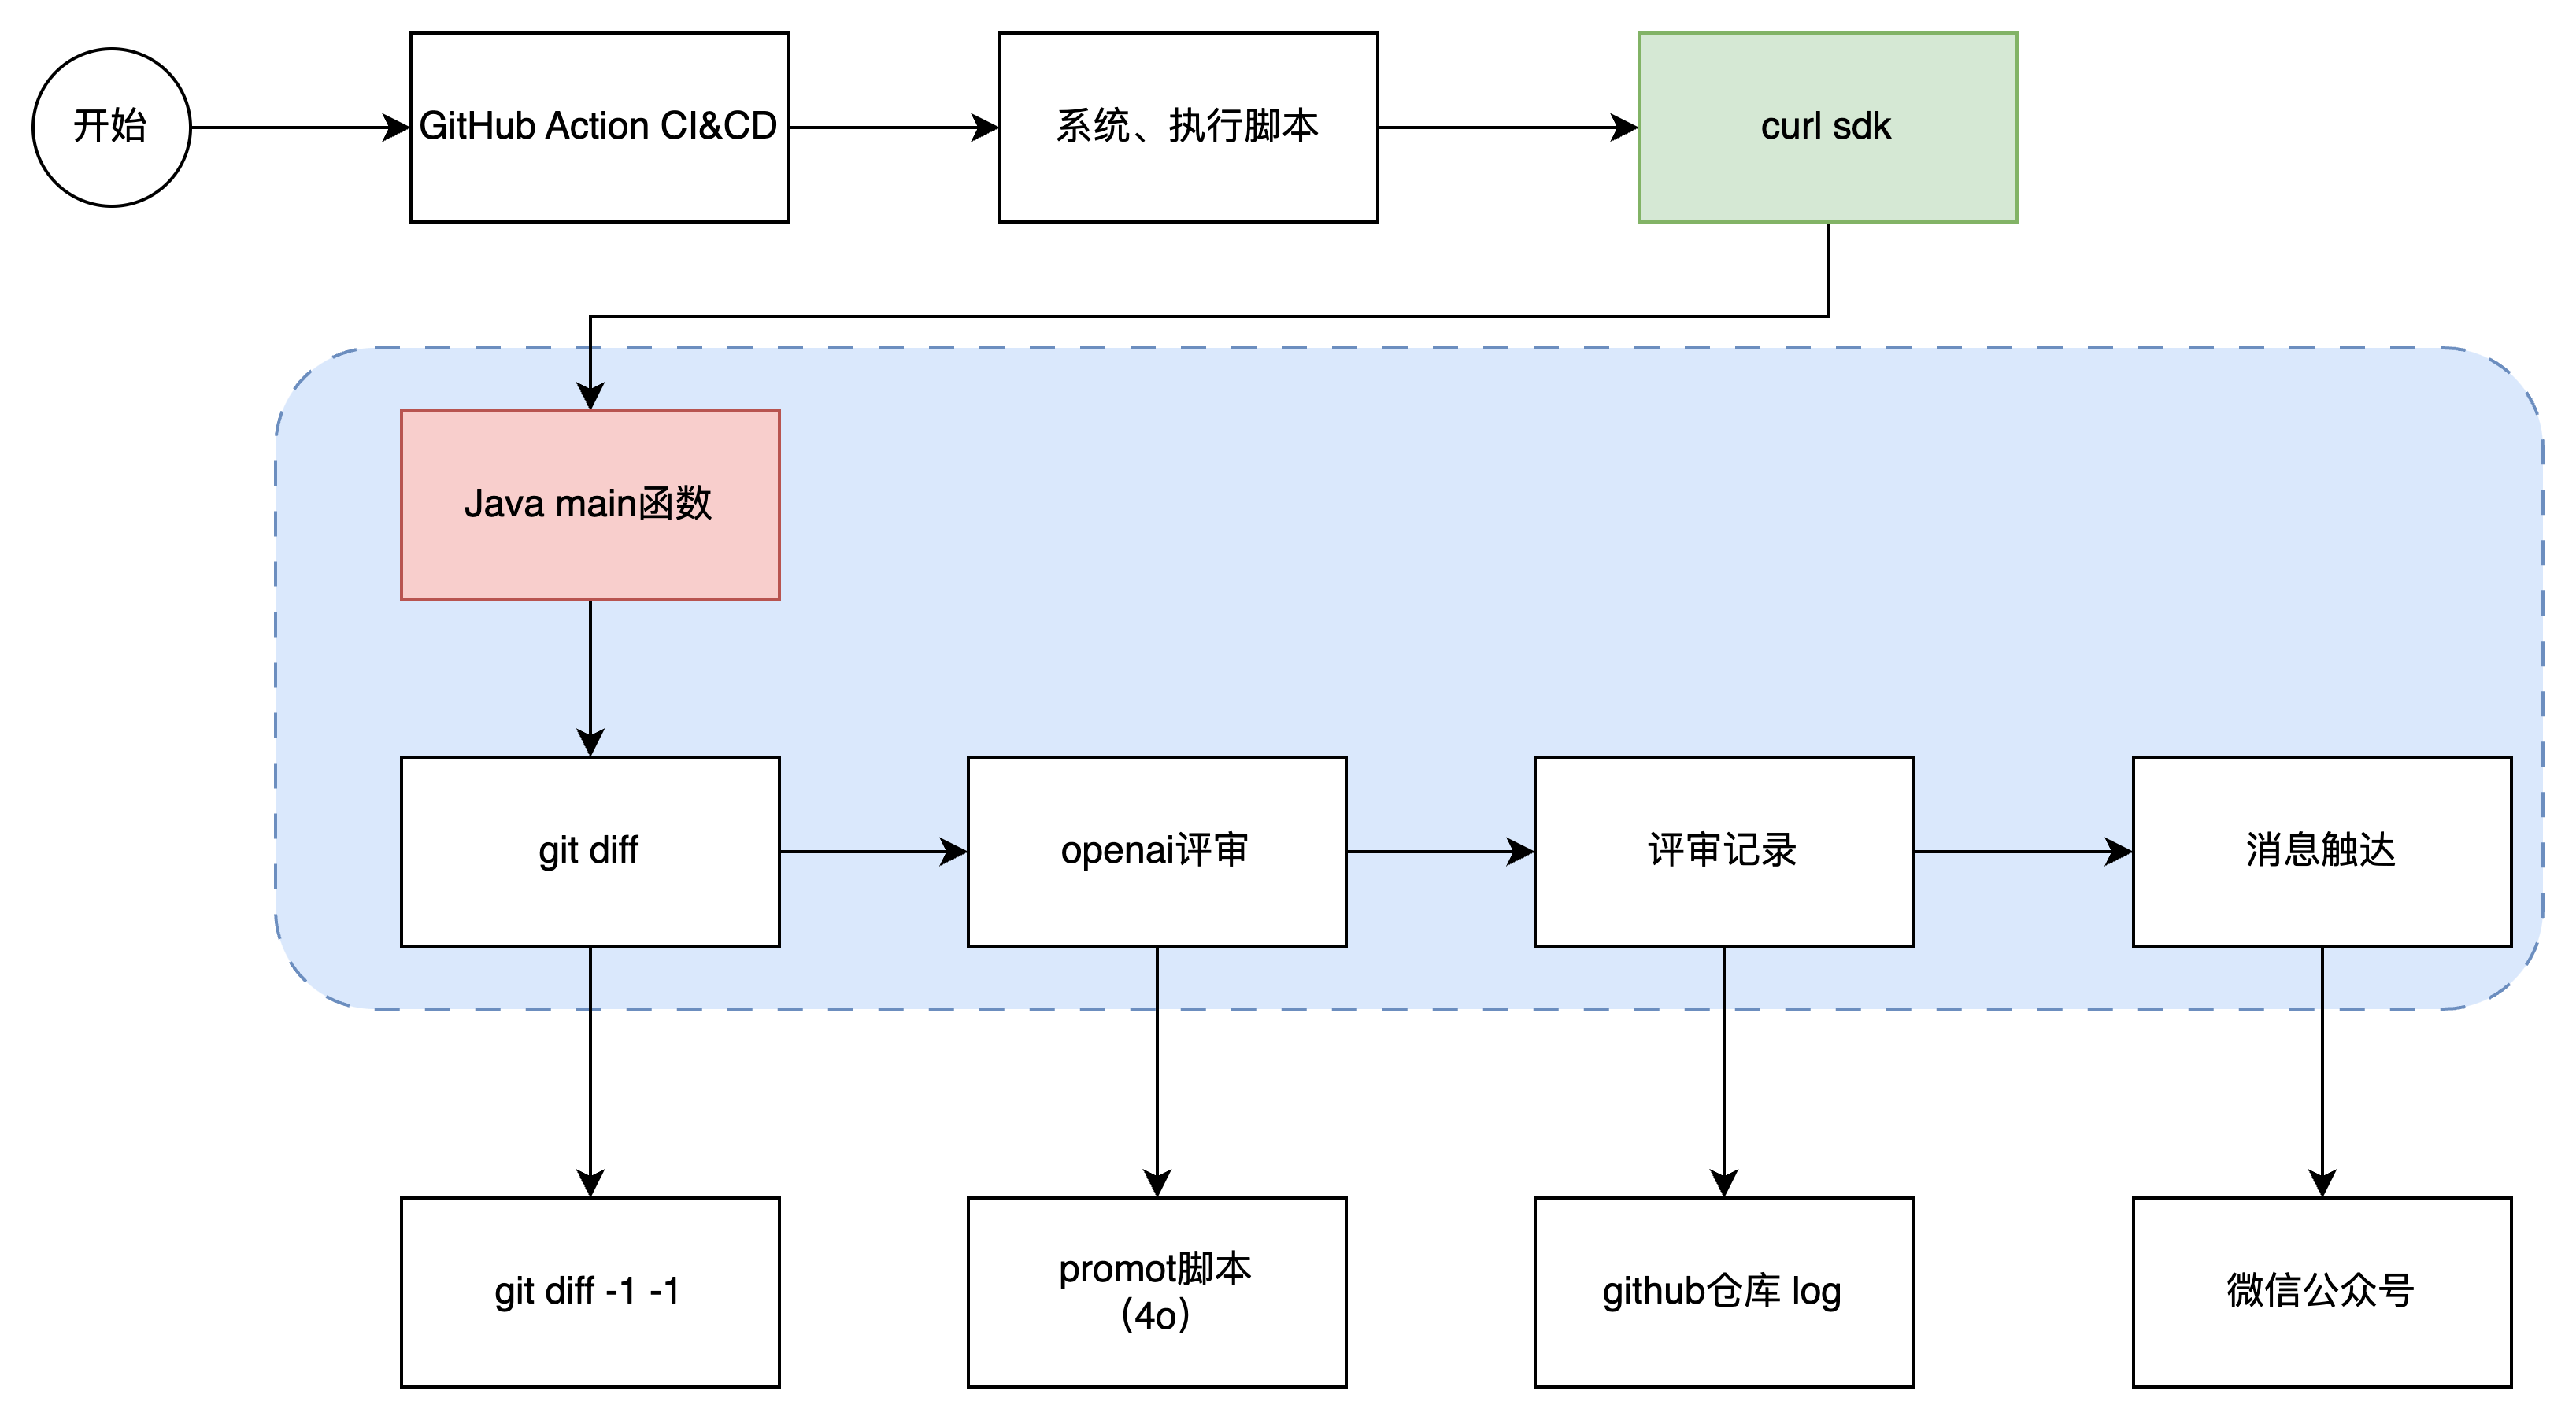 开始
GitHub Action CI&CD
系统、执行脚本
curl sdk
Java main函数
git diff
openai评审
评审记录
消息触达
git diff -1 -1
promot脚本
(4o)
github仓库 log
微信公众号